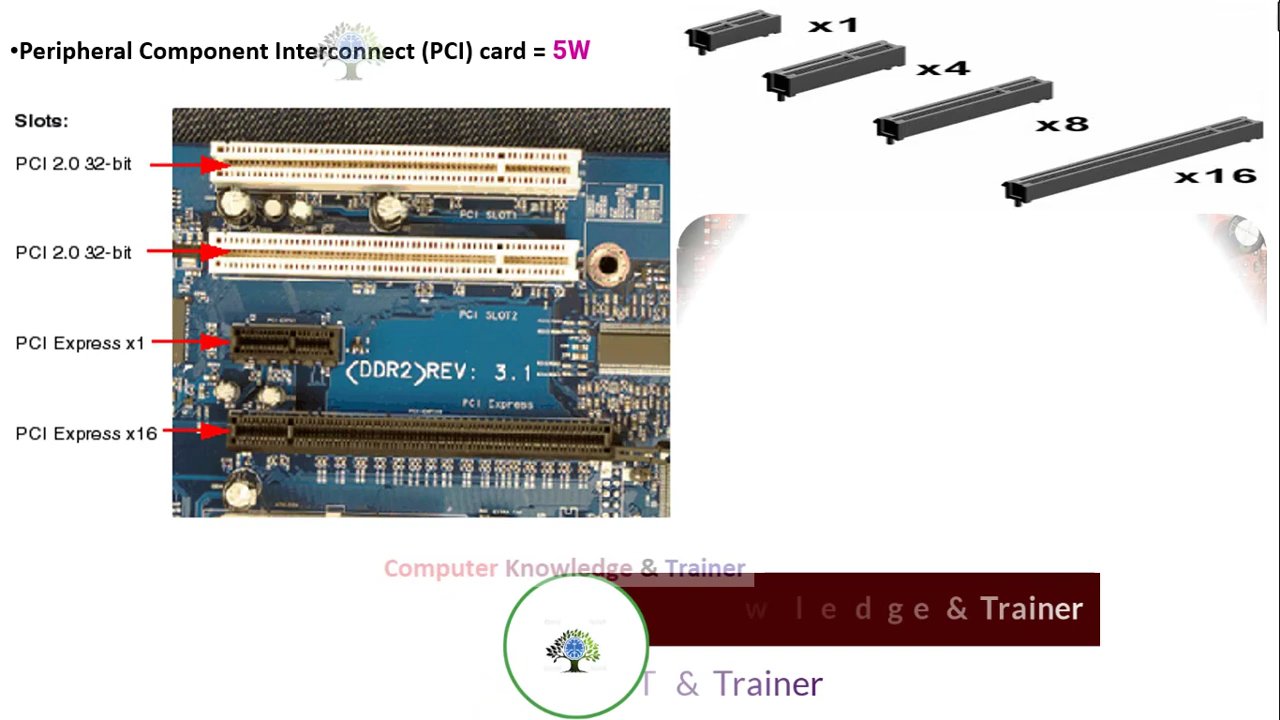 •Peripheral Component Interconnect (PCI) card = 5W
x1
x4
x8
x16
Slots:
PCI 2.0 32-bit
PCI 2.0 32-bit
PCI Express x1
PCI Express x16
PCI SLOT1
PCI SLOT2
(DDR2)REV: 3.1
PCI Express
Computer Knowledge & Trainer
w l e d g e & Trainer
T & Trainer